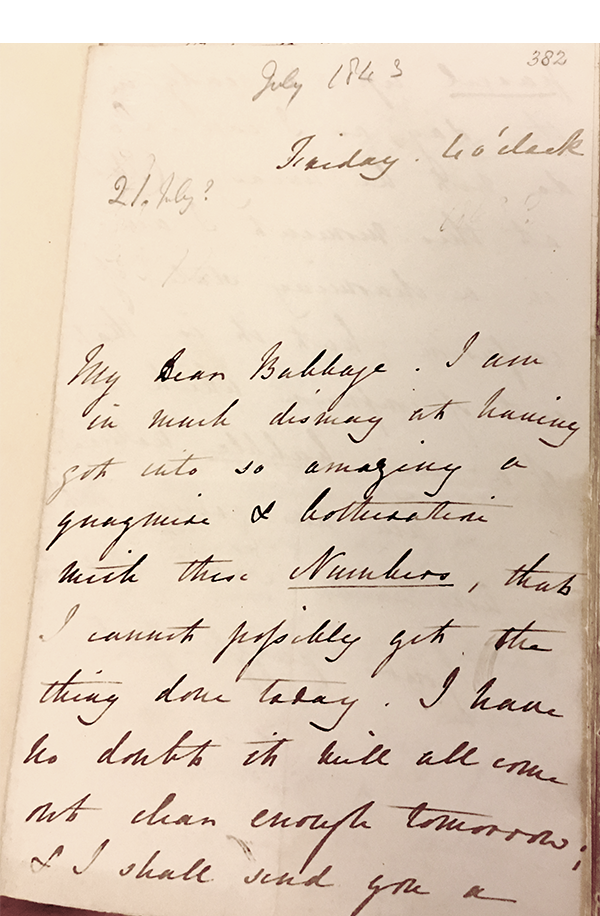 382
July 1843
Friday. 4 o'clock
21. July?
My Dear Babbage. I am
in much dismay at having
got into so amazing a
quagmire & botheration
with these Numbers, that
I cannot possibly get the
thing done today. I have
no doubt it will all come
out clear enough tomorrow;
& I shall send you a